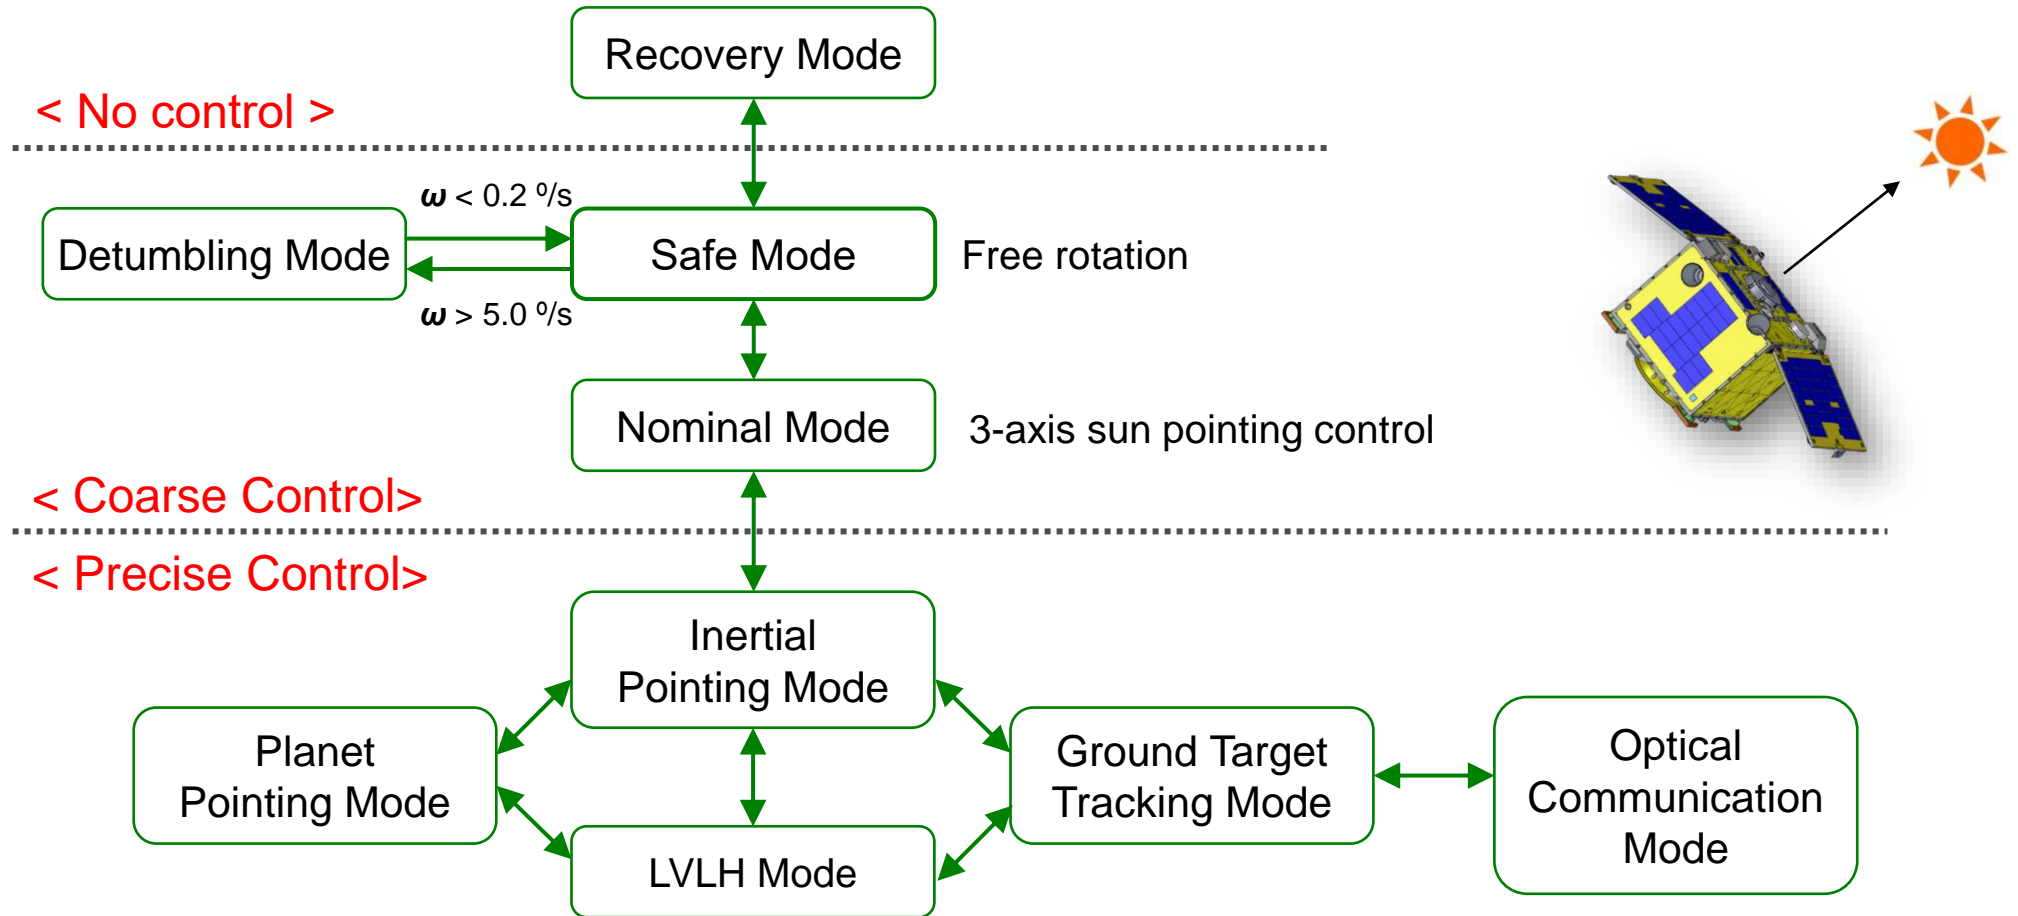 Recovery Mode
< No control >
ω < 0.2 º/s
Detumbling Mode
Safe Mode
Free rotation
ω > 5.0 º/s
Nominal Mode
3-axis sun pointing control
< Coarse Control>
< Precise Control>
Inertial
Pointing Mode
Planet
Pointing Mode
Ground Target
Tracking Mode
Optical
Communication
Mode
LVLH Mode